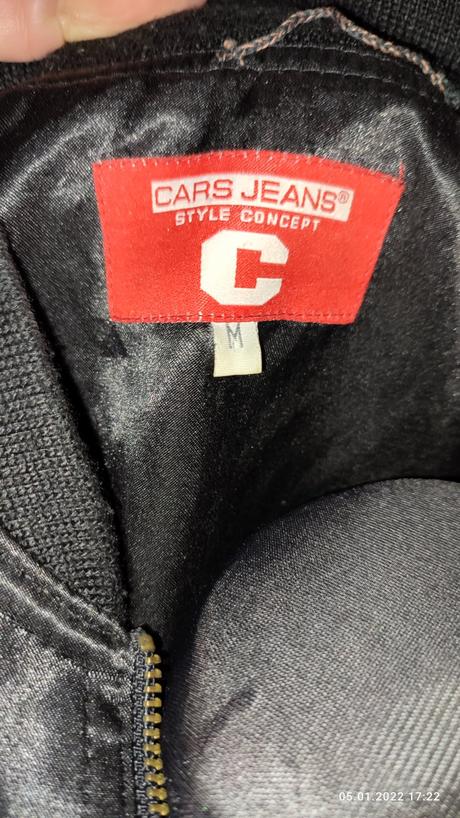 CARS JEANS®
STYLE CONCEPT
C
M
05.01.2022 17:22